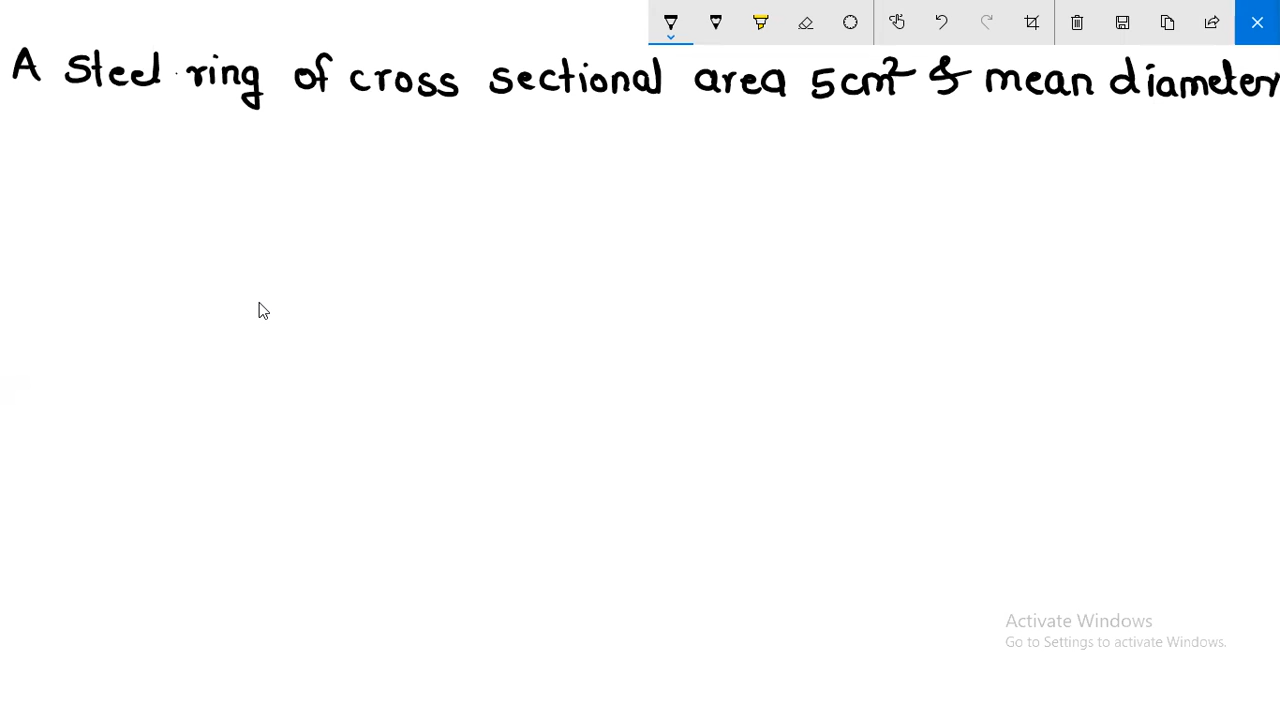 A Steel ring of cross sectional area 5cm² & mean diameter
Activate Windows
Go to Settings to activate Windows.